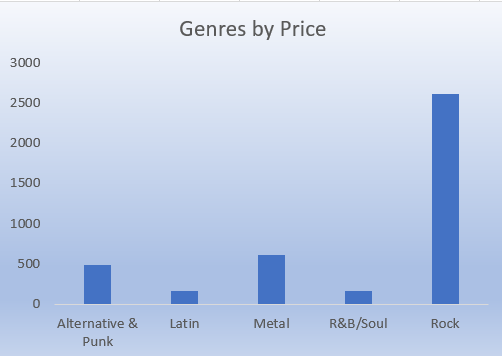 Genres by Price
3000
2500
2000
1500
1000
500
0
Alternative &
Punk
Latin
Metal
R&B/Soul
Rock